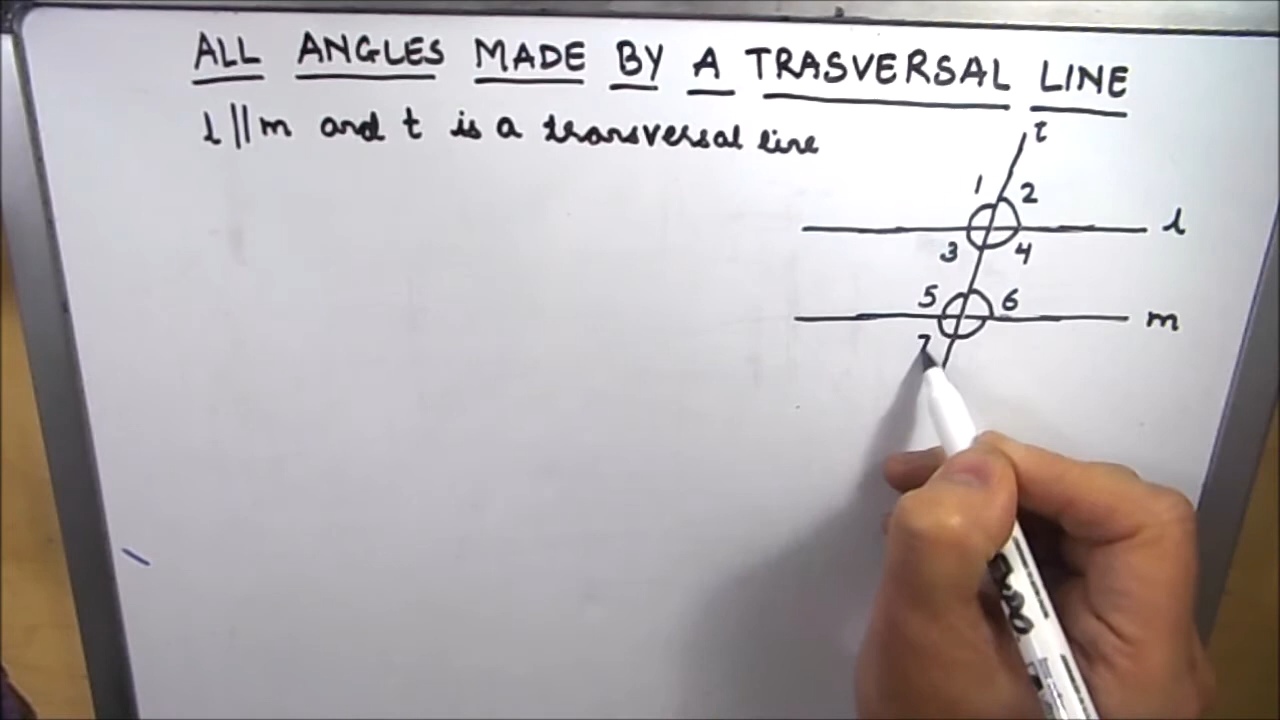 ALL ANGLES MADE BY A TRASVERSAL LINE
l || m and t is a transversal line
t
1 2
l
3 4
5 6
m
7